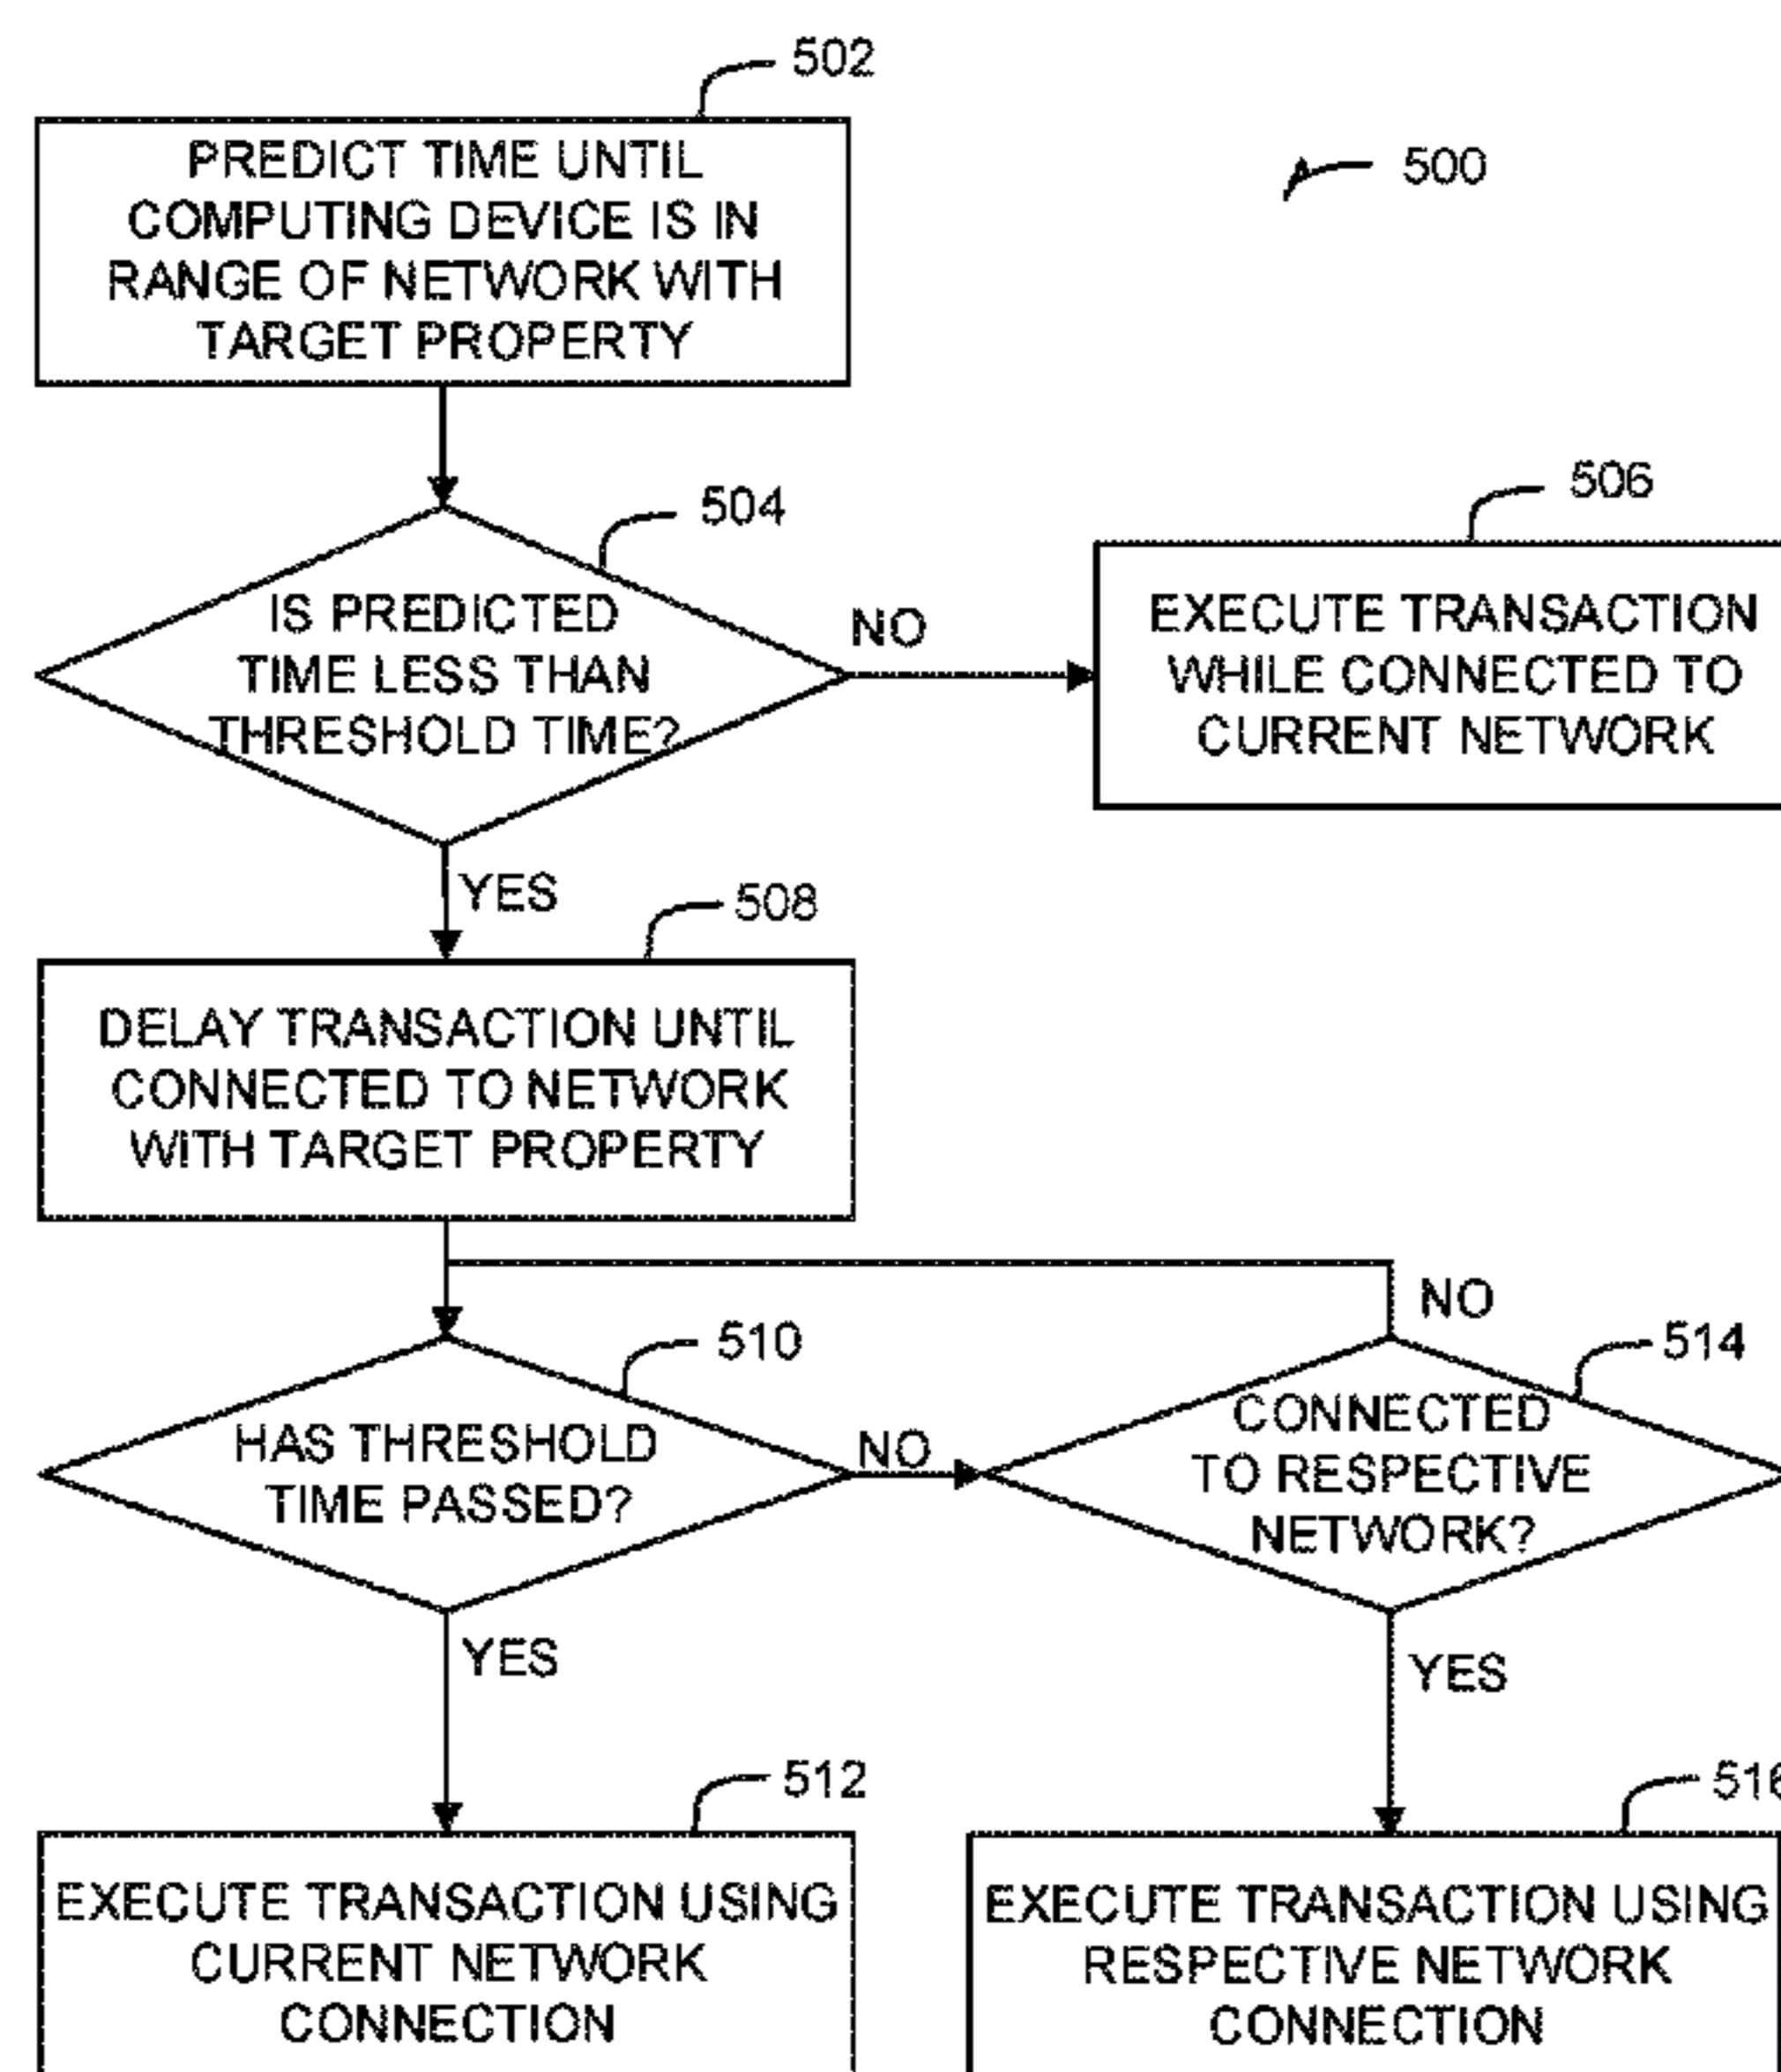 502
PREDICT TIME UNTIL
COMPUTING DEVICE IS IN
RANGE OF NETWORK WITH
TARGET PROPERTY
500
504
IS PREDICTED
TIME LESS THAN
THRESHOLD TIME?
NO
506
EXECUTE TRANSACTION
WHILE CONNECTED TO
CURRENT NETWORK
YES
508
DELAY TRANSACTION UNTIL
CONNECTED TO NETWORK
WITH TARGET PROPERTY
NO
510
HAS THRESHOLD
TIME PASSED?
NO
514
CONNECTED
TO RESPECTIVE
NETWORK?
YES
YES
512
EXECUTE TRANSACTION USING
CURRENT NETWORK
CONNECTION
516
EXECUTE TRANSACTION USING
RESPECTIVE NETWORK
CONNECTION